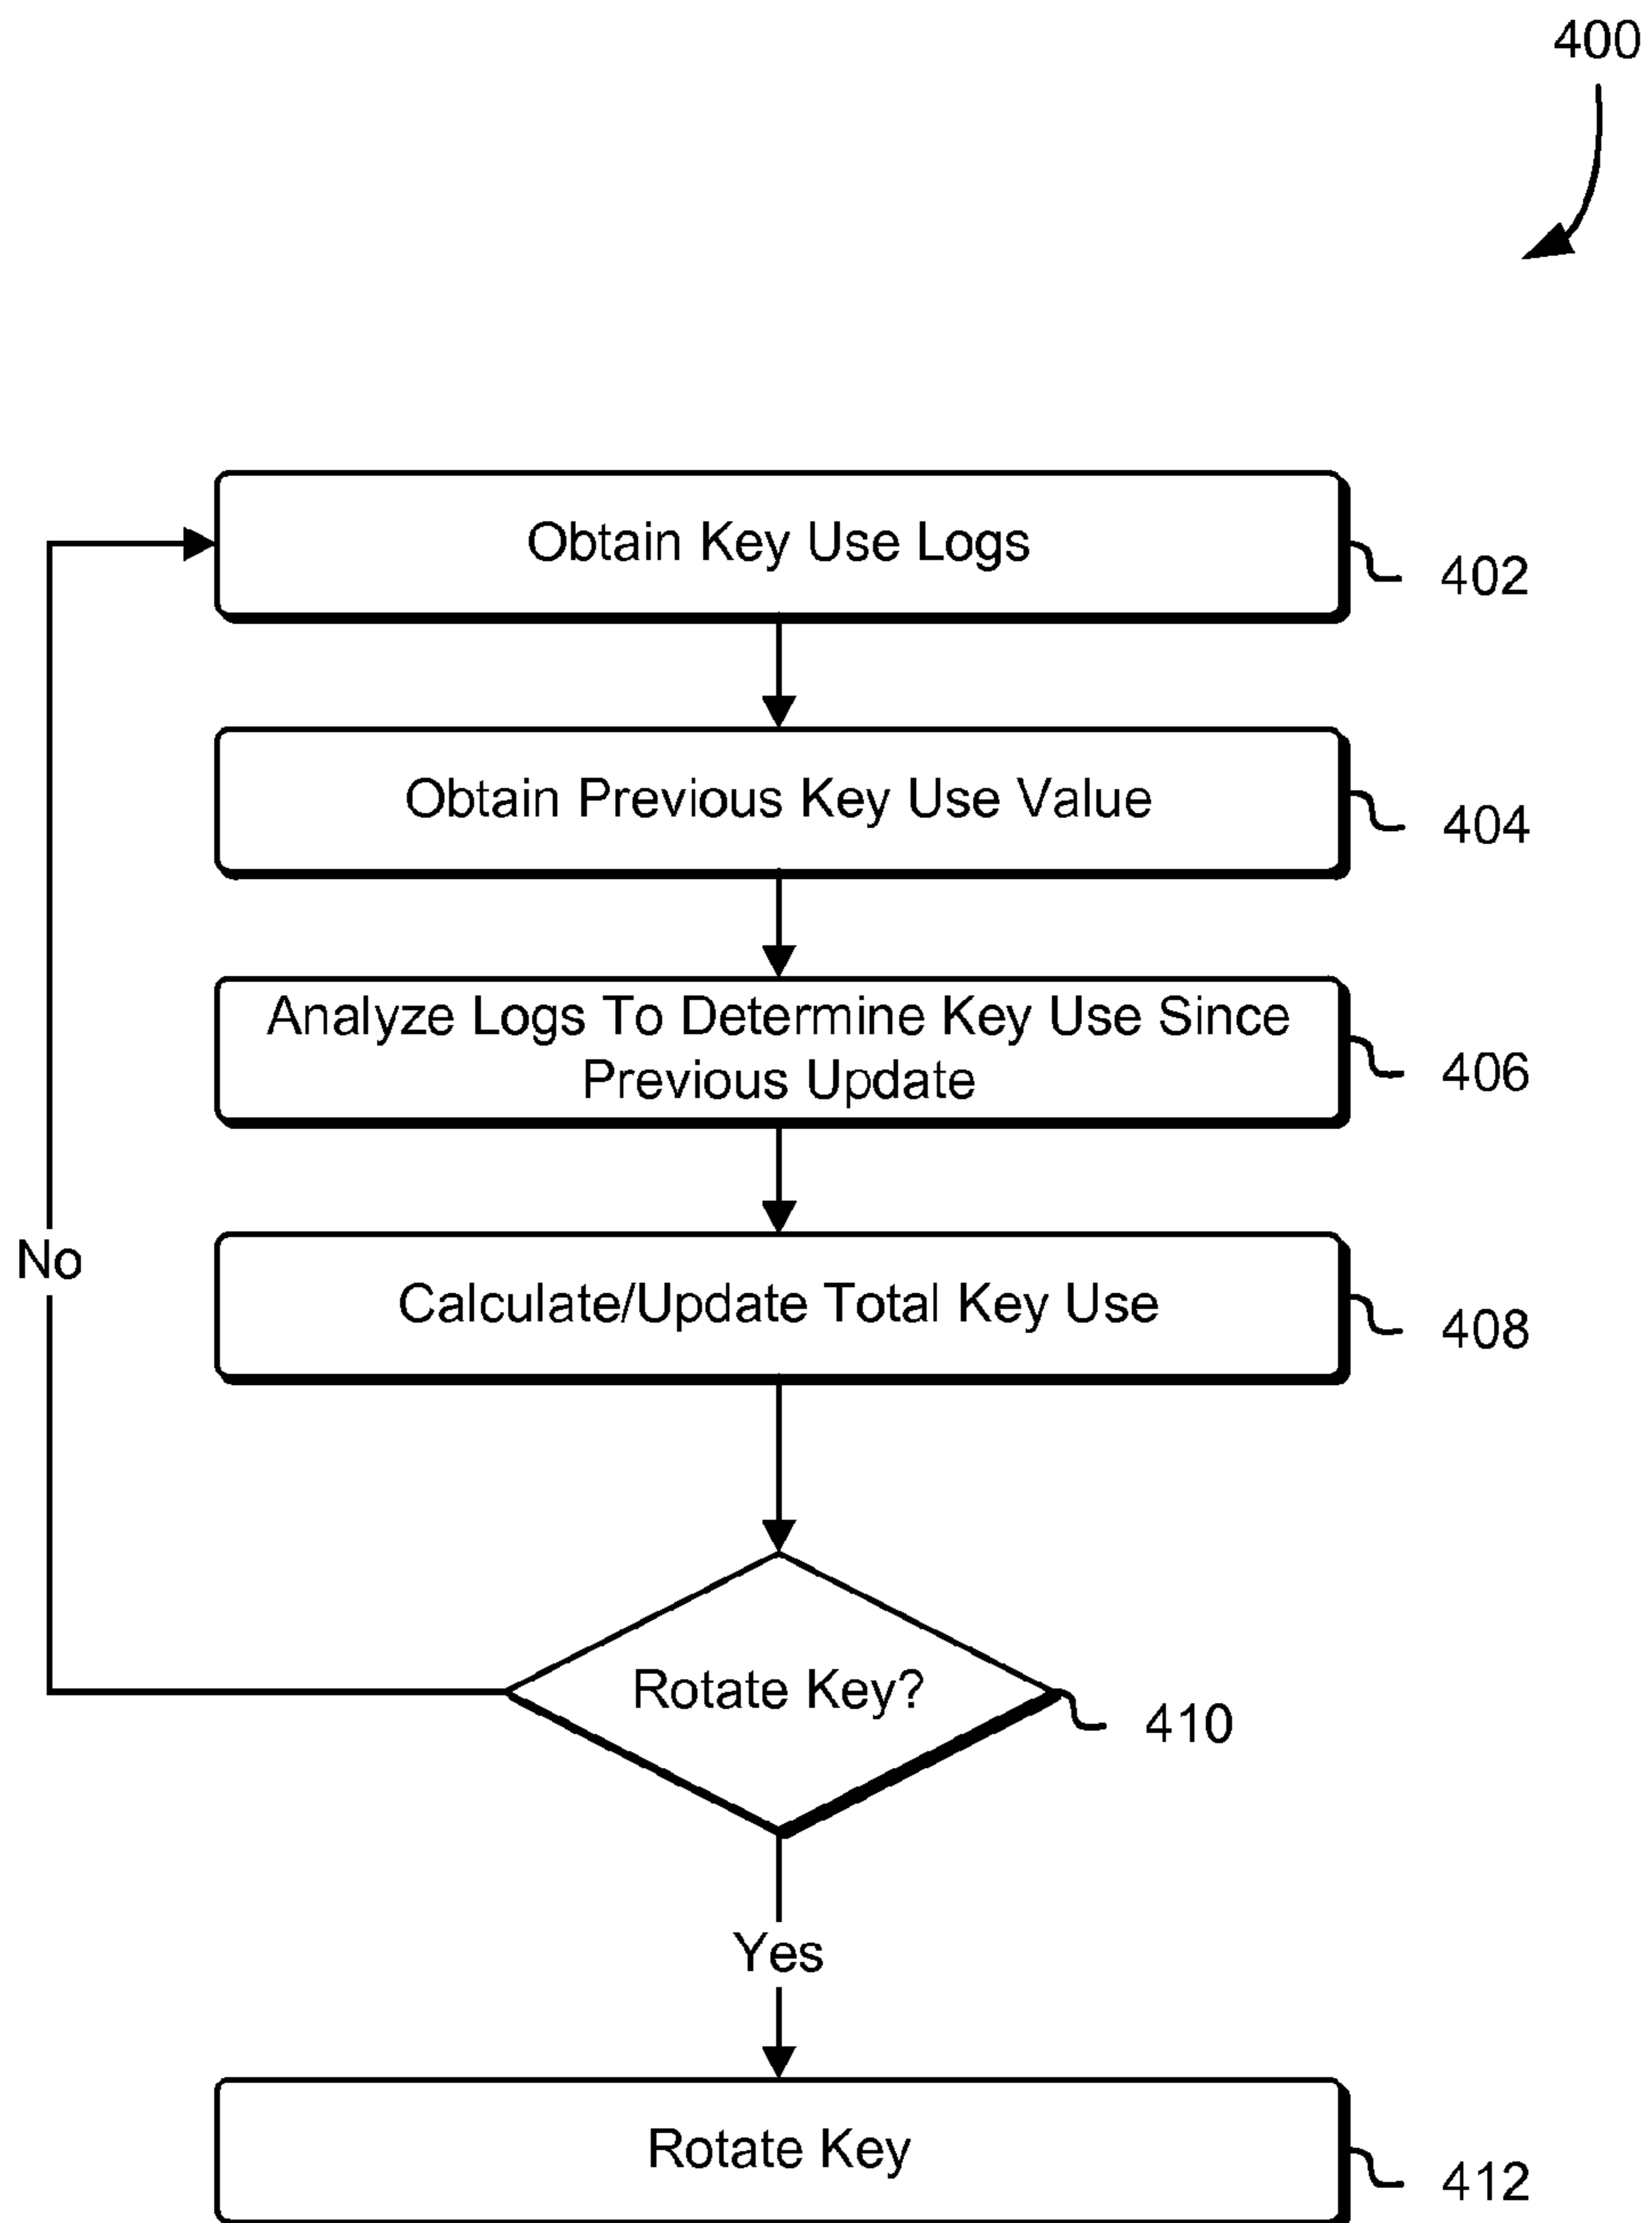 400
Obtain Key Use Logs
402
Obtain Previous Key Use Value
404
Analyze Logs To Determine Key Use Since
Previous Update
406
Calculate/Update Total Key Use
408
No
Rotate Key?
410
Yes
Rotate Key
412